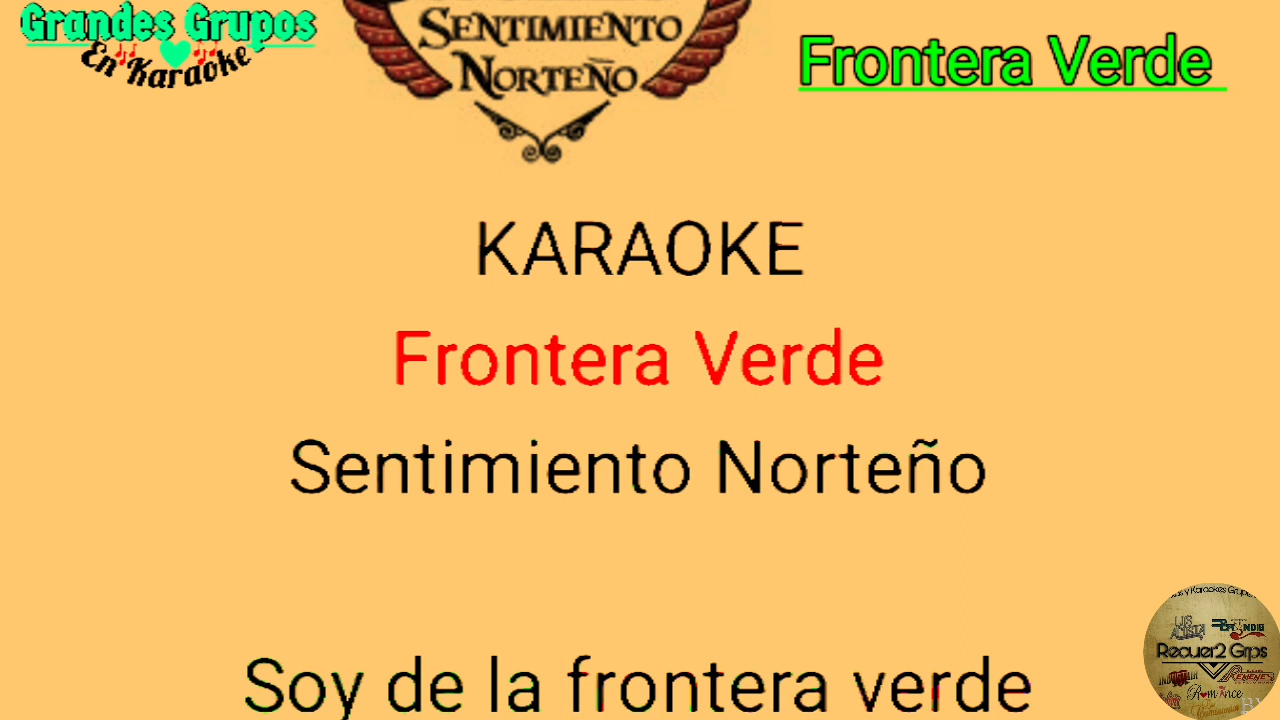 Grandes Grupos
En Karaoke
SENTIMIENTO
NORTEÑO
Frontera Verde
KARAOKE
Frontera Verde
Sentimiento Norteño
Soy de la frontera verde
Recuer2 Grps
Romance